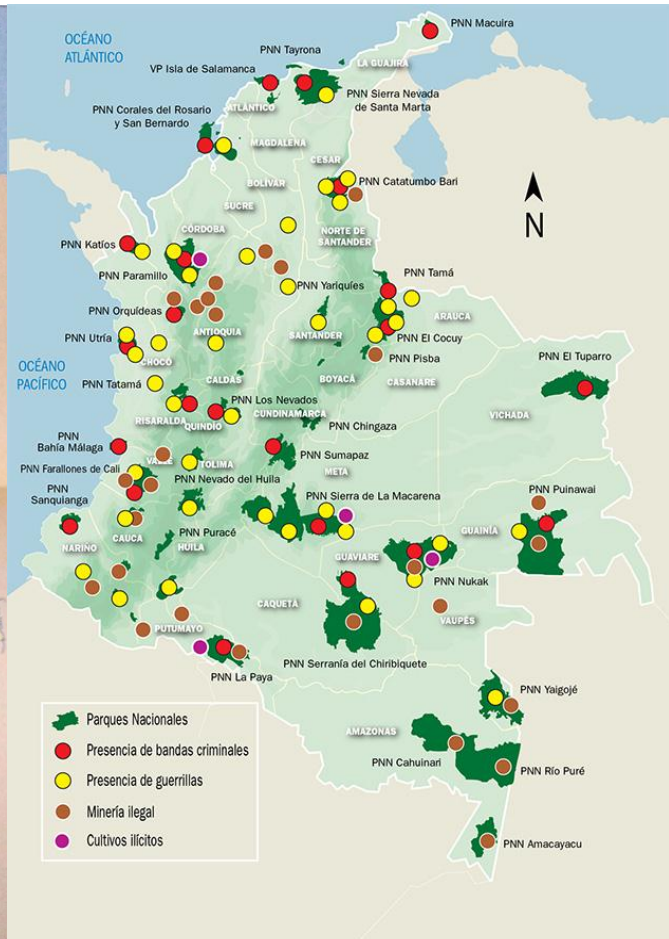 OCÉANO
ATLÁNTICO
PNN Macuira
PNN Tayrona
LA GUAJIRA
VP Isla de Salamanca
PNN Sierra Nevada
de Santa Marta
ATLÁNTICO
PNN Corales del Rosario
y San Bernardo
MAGDALENA
CESAR
PNN Catatumbo Bari
BOLÍVAR
SUCRE
N
CÓRDOBA
NORTE DE
SANTANDER
PNN Katíos
PNN Paramillo
PNN Tamá
PNN Yariquíes
PNN Orquídeas
ARAUCA
ANTIOQUIA
SANTANDER
PNN Utría
PNN El Cocuy
CHOCÓ
PNN Pisba
PNN El Tuparro
OCÉANO
PACÍFICO
BOYACÁ
CASANARE
PNN Tatamá
CALDAS
PNN Los Nevados
VICHADA
CUNDINAMARCA
RISARALDA
QUINDÍO
PNN Chingaza
PNN
Bahía Málaga
PNN Sumapaz
VALLE
TOLIMA
META
PNN Farallones de Cali
PNN Nevado del Huila
PNN Puinawai
PNN
Sanquianga
PNN Sierra de La Macarena
CAUCA
PNN Puracé
GUAINÍA
NARIÑO
HUILA
GUAVIARE
PNN Nukak
CAQUETÁ
VAUPÉS
PUTUMAYO
PNN Serranía del Chiribiquete
PNN La Paya
PNN Yaigojé
AMAZONAS
PNN Cahuinari
PNN Río Puré
PNN Amacayacu
Parques Nacionales
Presencia de bandas criminales
Presencia de guerrillas
Minería ilegal
Cultivos ilícitos